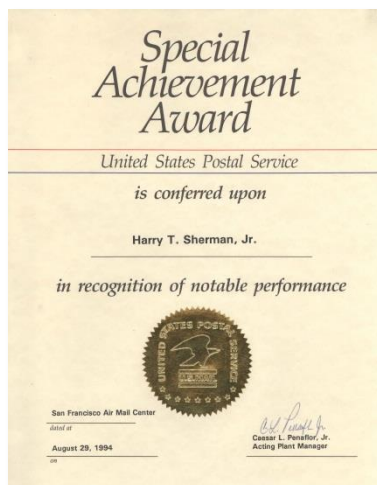 Special
Achievement
Award
United States Postal Service
is conferred upon
Harry T. Sherman, Jr.
in recognition of notable performance
UNITED STATES POSTAL SERVICE
San Francisco Air Mail Center
dated at
Caesar L. Penaflor, Jr.
August 29, 1994
Acting Plant Manager
on